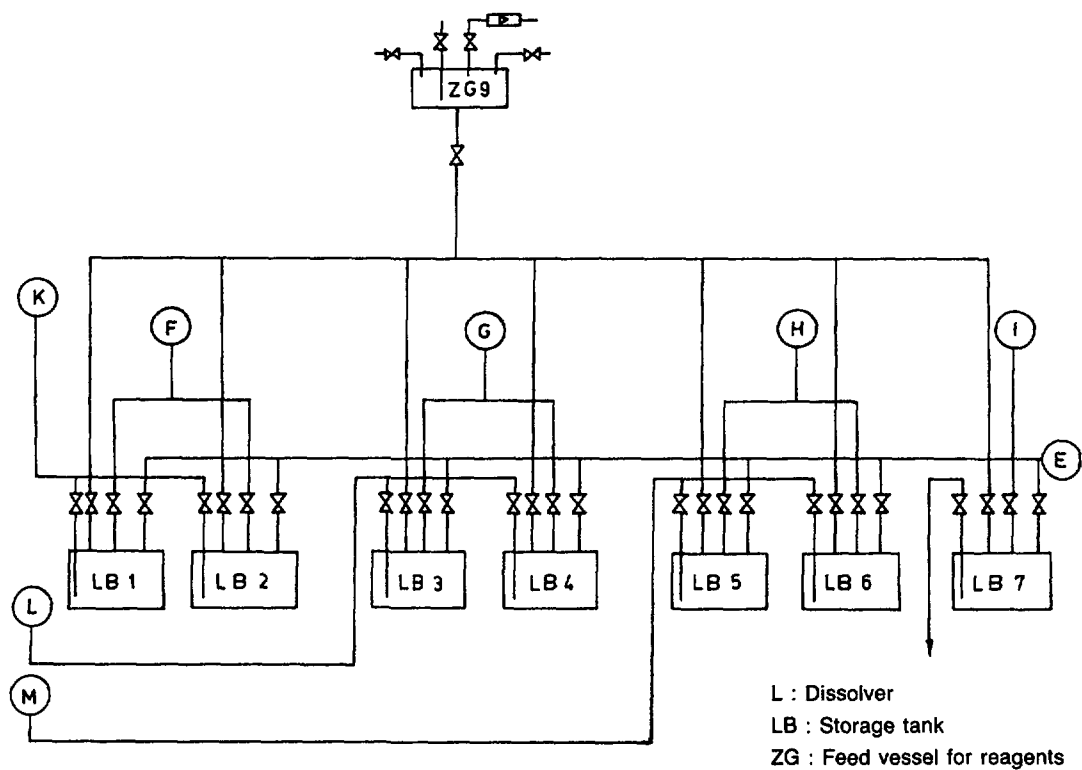 ZG9
K
F
G
H
I
E
LB 1
LB 2
LB 3
LB 4
LB 5
LB 6
LB 7
L
M
L : Dissolver
LB : Storage tank
ZG : Feed vessel for reagents